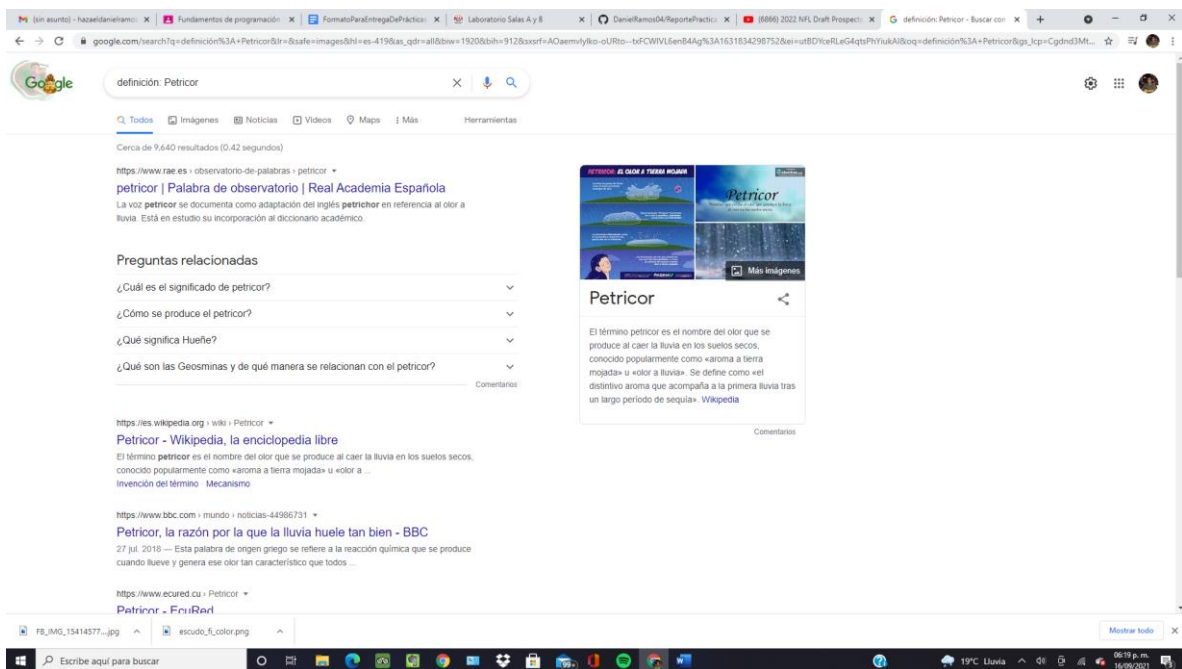 (sin asunto) - hazaeldanielramo
Fundamentos de programación
FormatoParaEntregaDePrácticas
Laboratorio Salas A y B
DanielRamos04/ReportePractica
(6866) 2022 NFL Draft Prospects
definición: Petricor - Buscar con
Google
definición: Petricor
Todos Imágenes Noticias Videos Maps Más Herramientas
Cerca de 9,640 resultados (0.42 segundos)
https://www.rae.es › observatorio-de-palabras › petricor
petricor | Palabra de observatorio | Real Academia Española
La voz petricor se documenta como adaptación del inglés petrichor en referencia al olor a
lluvia. Está en estudio su incorporación al diccionario académico.
Preguntas relacionadas
¿Cuál es el significado de petricor?
¿Cómo se produce el petricor?
¿Qué significa Hueñe?
¿Qué son las Geosminas y de qué manera se relacionan con el petricor?
Comentarios
https://es.wikipedia.org › wiki › Petricor
Petricor - Wikipedia, la enciclopedia libre
El término petricor es el nombre del olor que se produce al caer la lluvia en los suelos secos,
conocido popularmente como «aroma a tierra mojada» u «olor a ...
Invención del término · Mecanismo
https://www.bbc.com › mundo › noticias-44986731
Petricor, la razón por la que la lluvia huele tan bien - BBC
27 jul. 2018 — Esta palabra de origen griego se refiere a la reacción química que se produce
cuando llueve y genera ese olor tan característico que todos ...
https://www.ecured.cu › Petricor
Petricor - EcuRed
PETRICOR: EL OLOR A TIERRA MOJADA
Petricor
Más imágenes
Petricor
El término petricor es el nombre del olor que se
produce al caer la lluvia en los suelos secos,
conocido popularmente como «aroma a tierra
mojada» u «olor a lluvia». Se define como «el
distintivo aroma que acompaña a la primera lluvia tras
un largo período de sequía». Wikipedia
Comentarios
FB_IMG_15414577....jpg
escudo_fi_color.png
Mostrar todo
Escribe aquí para buscar
19°C Lluvia
06:19 p. m.
16/09/2021